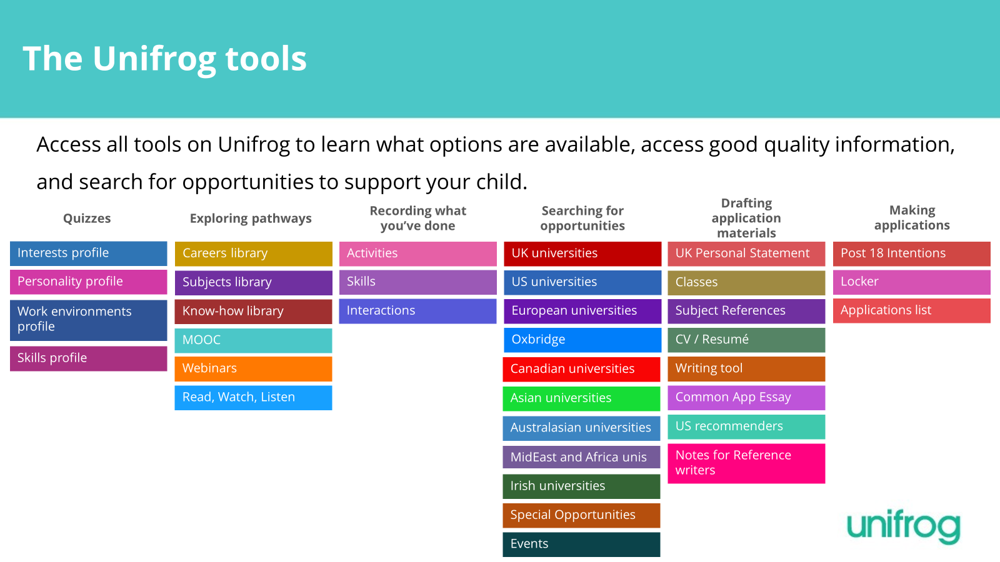 The Unifrog tools
Access all tools on Unifrog to learn what options are available, access good quality information,
and search for opportunities to support your child.
Quizzes
Interests profile
Personality profile
Work environments
profile
Skills profile
Exploring pathways
Careers library
Subjects library
Know-how library
MOOC
Webinars
Read, Watch, Listen
Recording what
you’ve done
Activities
Skills
Interactions
Searching for
opportunities
UK universities
US universities
European universities
Oxbridge
Canadian universities
Asian universities
Australasian universities
MidEast and Africa unis
Irish universities
Special Opportunities
Events
Drafting
application
materials
UK Personal Statement
Classes
Subject References
CV / Resumé
Writing tool
Common App Essay
US recommenders
Notes for Reference
writers
Making
applications
Post 18 Intentions
Locker
Applications list
unifrog